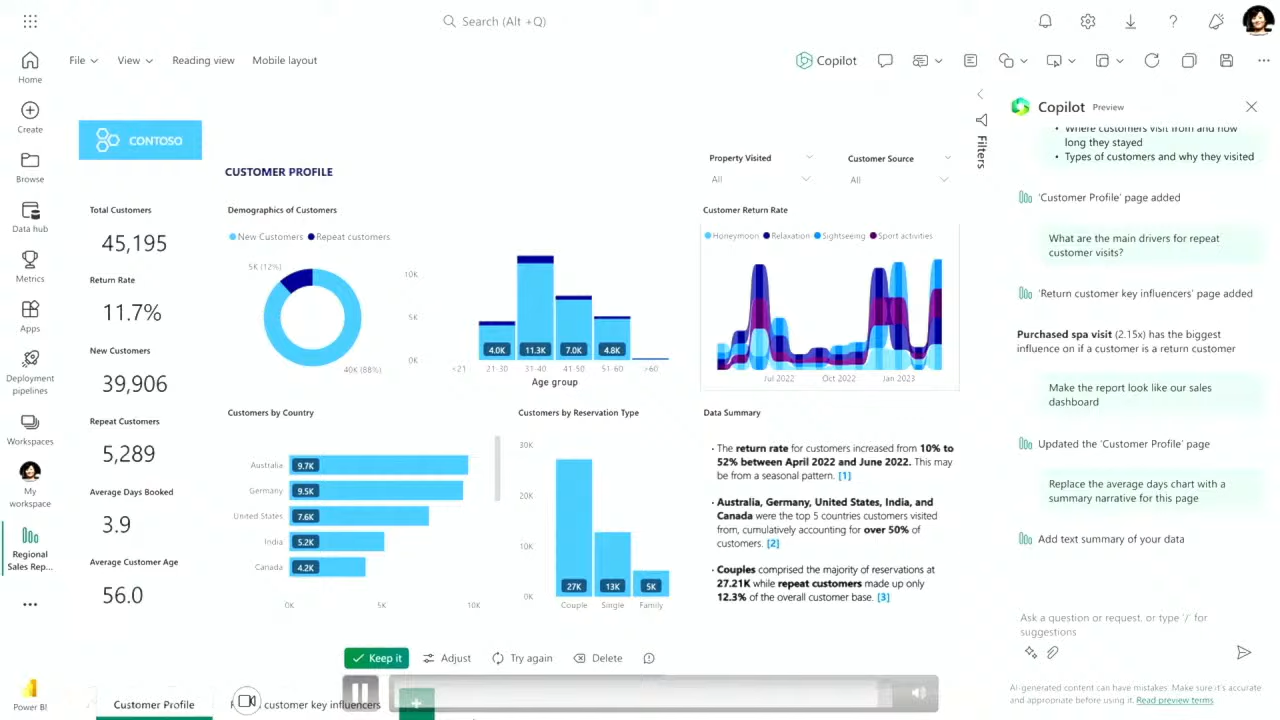 Search (Alt +Q)
File View Reading view Mobile layout
Copilot
Home
Create
Browse
Data hub
Metrics
Apps
Deployment
pipelines
Workspaces
My
workspace
Regional
Sales Rep...
Power BI
CONTOSO
CUSTOMER PROFILE
Property Visited
All
Customer Source
All
Filters
Total Customers
45,195
Return Rate
11.7%
New Customers
39,906
Repeat Customers
5,289
Average Days Booked
3.9
Average Customer Age
56.0
Demographics of Customers
New Customers Repeat customers
5K (12%)
40K (88%)
10K
5K
0K
4.0K 11.3K 7.0K 4.8K
<21 21-30 31-40 41-50 51-60 >60
Age group
Customer Return Rate
Honeymoon Relaxation Sightseeing Sport activities
Jul 2022 Oct 2022 Jan 2023
Customers by Country
Australia 9.7K
Germany 9.5K
United States 7.6K
India 5.2K
Canada 4.2K
0K 5K 10K
Customers by Reservation Type
30K
20K
10K
0K
27K 13K 5K
Couple Single Family
Data Summary
· The return rate for customers increased from 10% to
52% between April 2022 and June 2022. This may
be from a seasonal pattern. [1]
· Australia, Germany, United States, India, and
Canada were the top 5 countries customers visited
from, cumulatively accounting for over 50% of
customers. [2]
· Couples comprised the majority of reservations at
27.21K while repeat customers made up only
12.3% of the overall customer base. [3]
Keep it Adjust Try again Delete
Customer Profile
customer key influencers
Copilot Preview
• Where customers visit from and how
long they stayed
• Types of customers and why they visited
'Customer Profile' page added
What are the main drivers for repeat
customer visits?
'Return customer key influencers' page added
Purchased spa visit (2.15x) has the biggest
influence on if a customer is a return customer
Make the report look like our sales
dashboard
Updated the 'Customer Profile' page
Replace the average days chart with a
summary narrative for this page
Add text summary of your data
Ask a question or request, or type '/' for
suggestions
AI-generated content can have mistakes. Make sure it's accurate
and appropriate before using it. Read preview terms